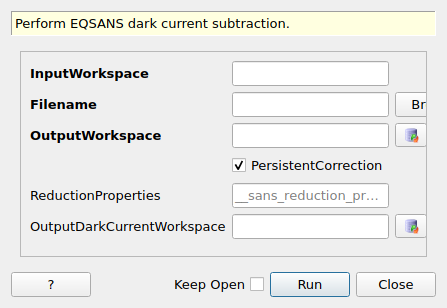 Perform EQSANS dark current subtraction.
InputWorkspace
Filename
Br
OutputWorkspace
PersistentCorrection
ReductionProperties
__sans_reduction_pr...
OutputDarkCurrentWorkspace
?
Keep Open
Run
Close